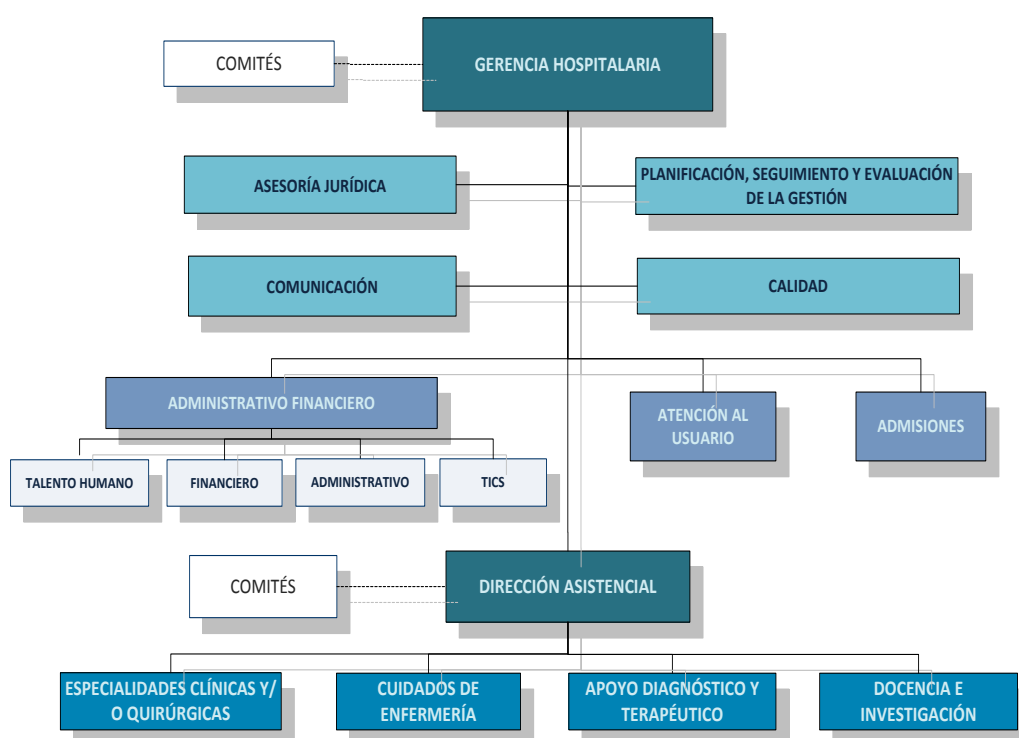 COMITÉS
GERENCIA HOSPITALARIA
ASESORÍA JURÍDICA
PLANIFICACIÓN, SEGUIMIENTO Y EVALUACIÓN
DE LA GESTIÓN
COMUNICACIÓN
CALIDAD
ADMINISTRATIVO FINANCIERO
ATENCIÓN AL
USUARIO
ADMISIONES
TALENTO HUMANO
FINANCIERO
ADMINISTRATIVO
TICS
COMITÉS
DIRECCIÓN ASISTENCIAL
ESPECIALIDADES CLÍNICAS Y/
O QUIRÚRGICAS
CUIDADOS DE
ENFERMERÍA
APOYO DIAGNÓSTICO Y
TERAPÉUTICO
DOCENCIA E
INVESTIGACIÓN